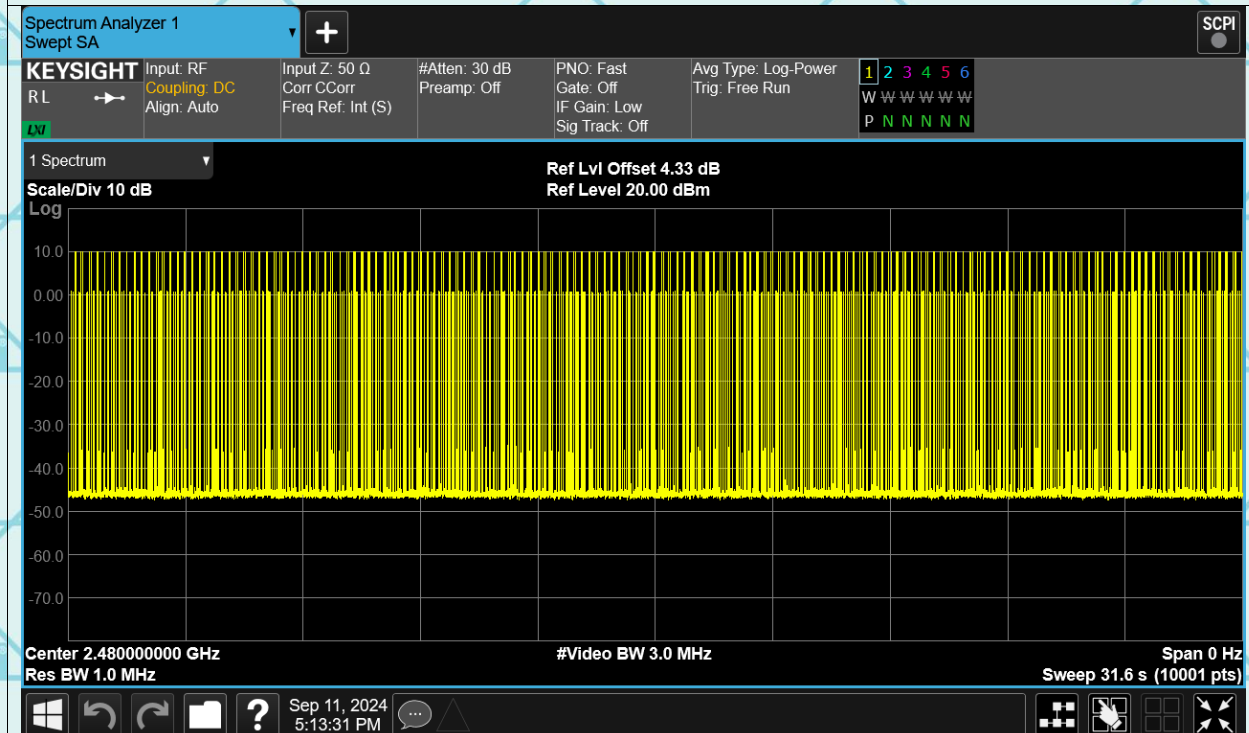 Spectrum Analyzer 1
Swept SA
SCPI
KEYSIGHT
RL
LXI
Input: RF
Coupling: DC
Align: Auto
Input Z: 50 Ω
Corr CCorr
Freq Ref: Int (S)
#Atten: 30 dB
Preamp: Off
PNO: Fast
Gate: Off
IF Gain: Low
Sig Track: Off
Avg Type: Log-Power
Trig: Free Run
1 2 3 4 5 6
W W W W W W
P N N N N N
1 Spectrum
Scale/Div 10 dB
Ref Lvl Offset 4.33 dB
Ref Level 20.00 dBm
Log
10.0
0.00
-10.0
-20.0
-30.0
-40.0
-50.0
-60.0
-70.0
Center 2.480000000 GHz
#Video BW 3.0 MHz
Span 0 Hz
Res BW 1.0 MHz
Sweep 31.6 s (10001 pts)
Sep 11, 2024
5:13:31 PM